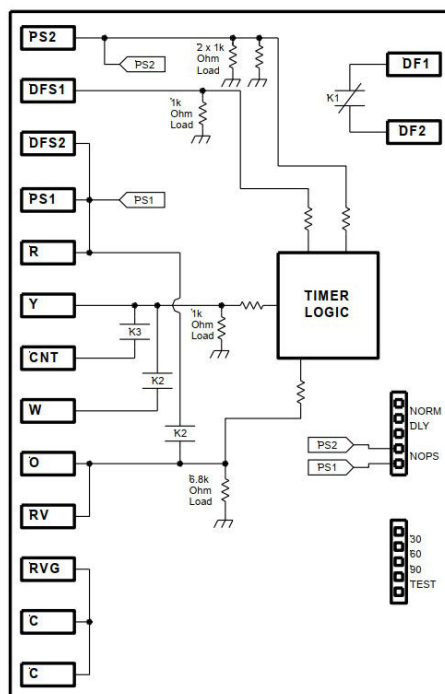 PS2
2 x 1k
Ohm
Load
PS2
DF1
DFS1
K1
1k
Ohm
Load
DF2
DFS2
PS1
PS1
R
Y
TIMER
LOGIC
1k
Ohm
Load
K3
CNT
K2
W
NORM
DLY
K2
O
PS2
NOPS
PS1
6.8k
Ohm
Load
RV
30
60
90
TEST
RVG
C
C